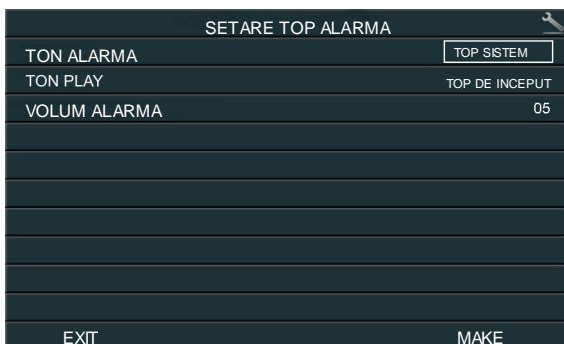 SETARE TOP ALARMA
TON ALARMA TOP SISTEM
TON PLAY TOP DE INCEPUT
VOLUM ALARMA 05
EXIT MAKE